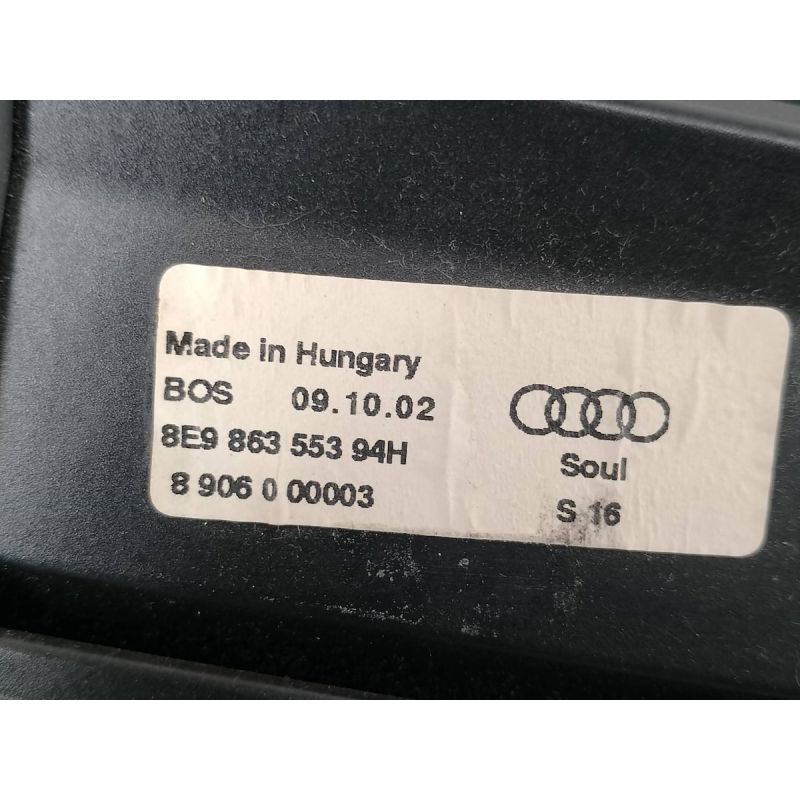 Made in Hungary
BOS 09.10.02
8E9 863 553 94H
8 906 0 00003
Soul
S 16